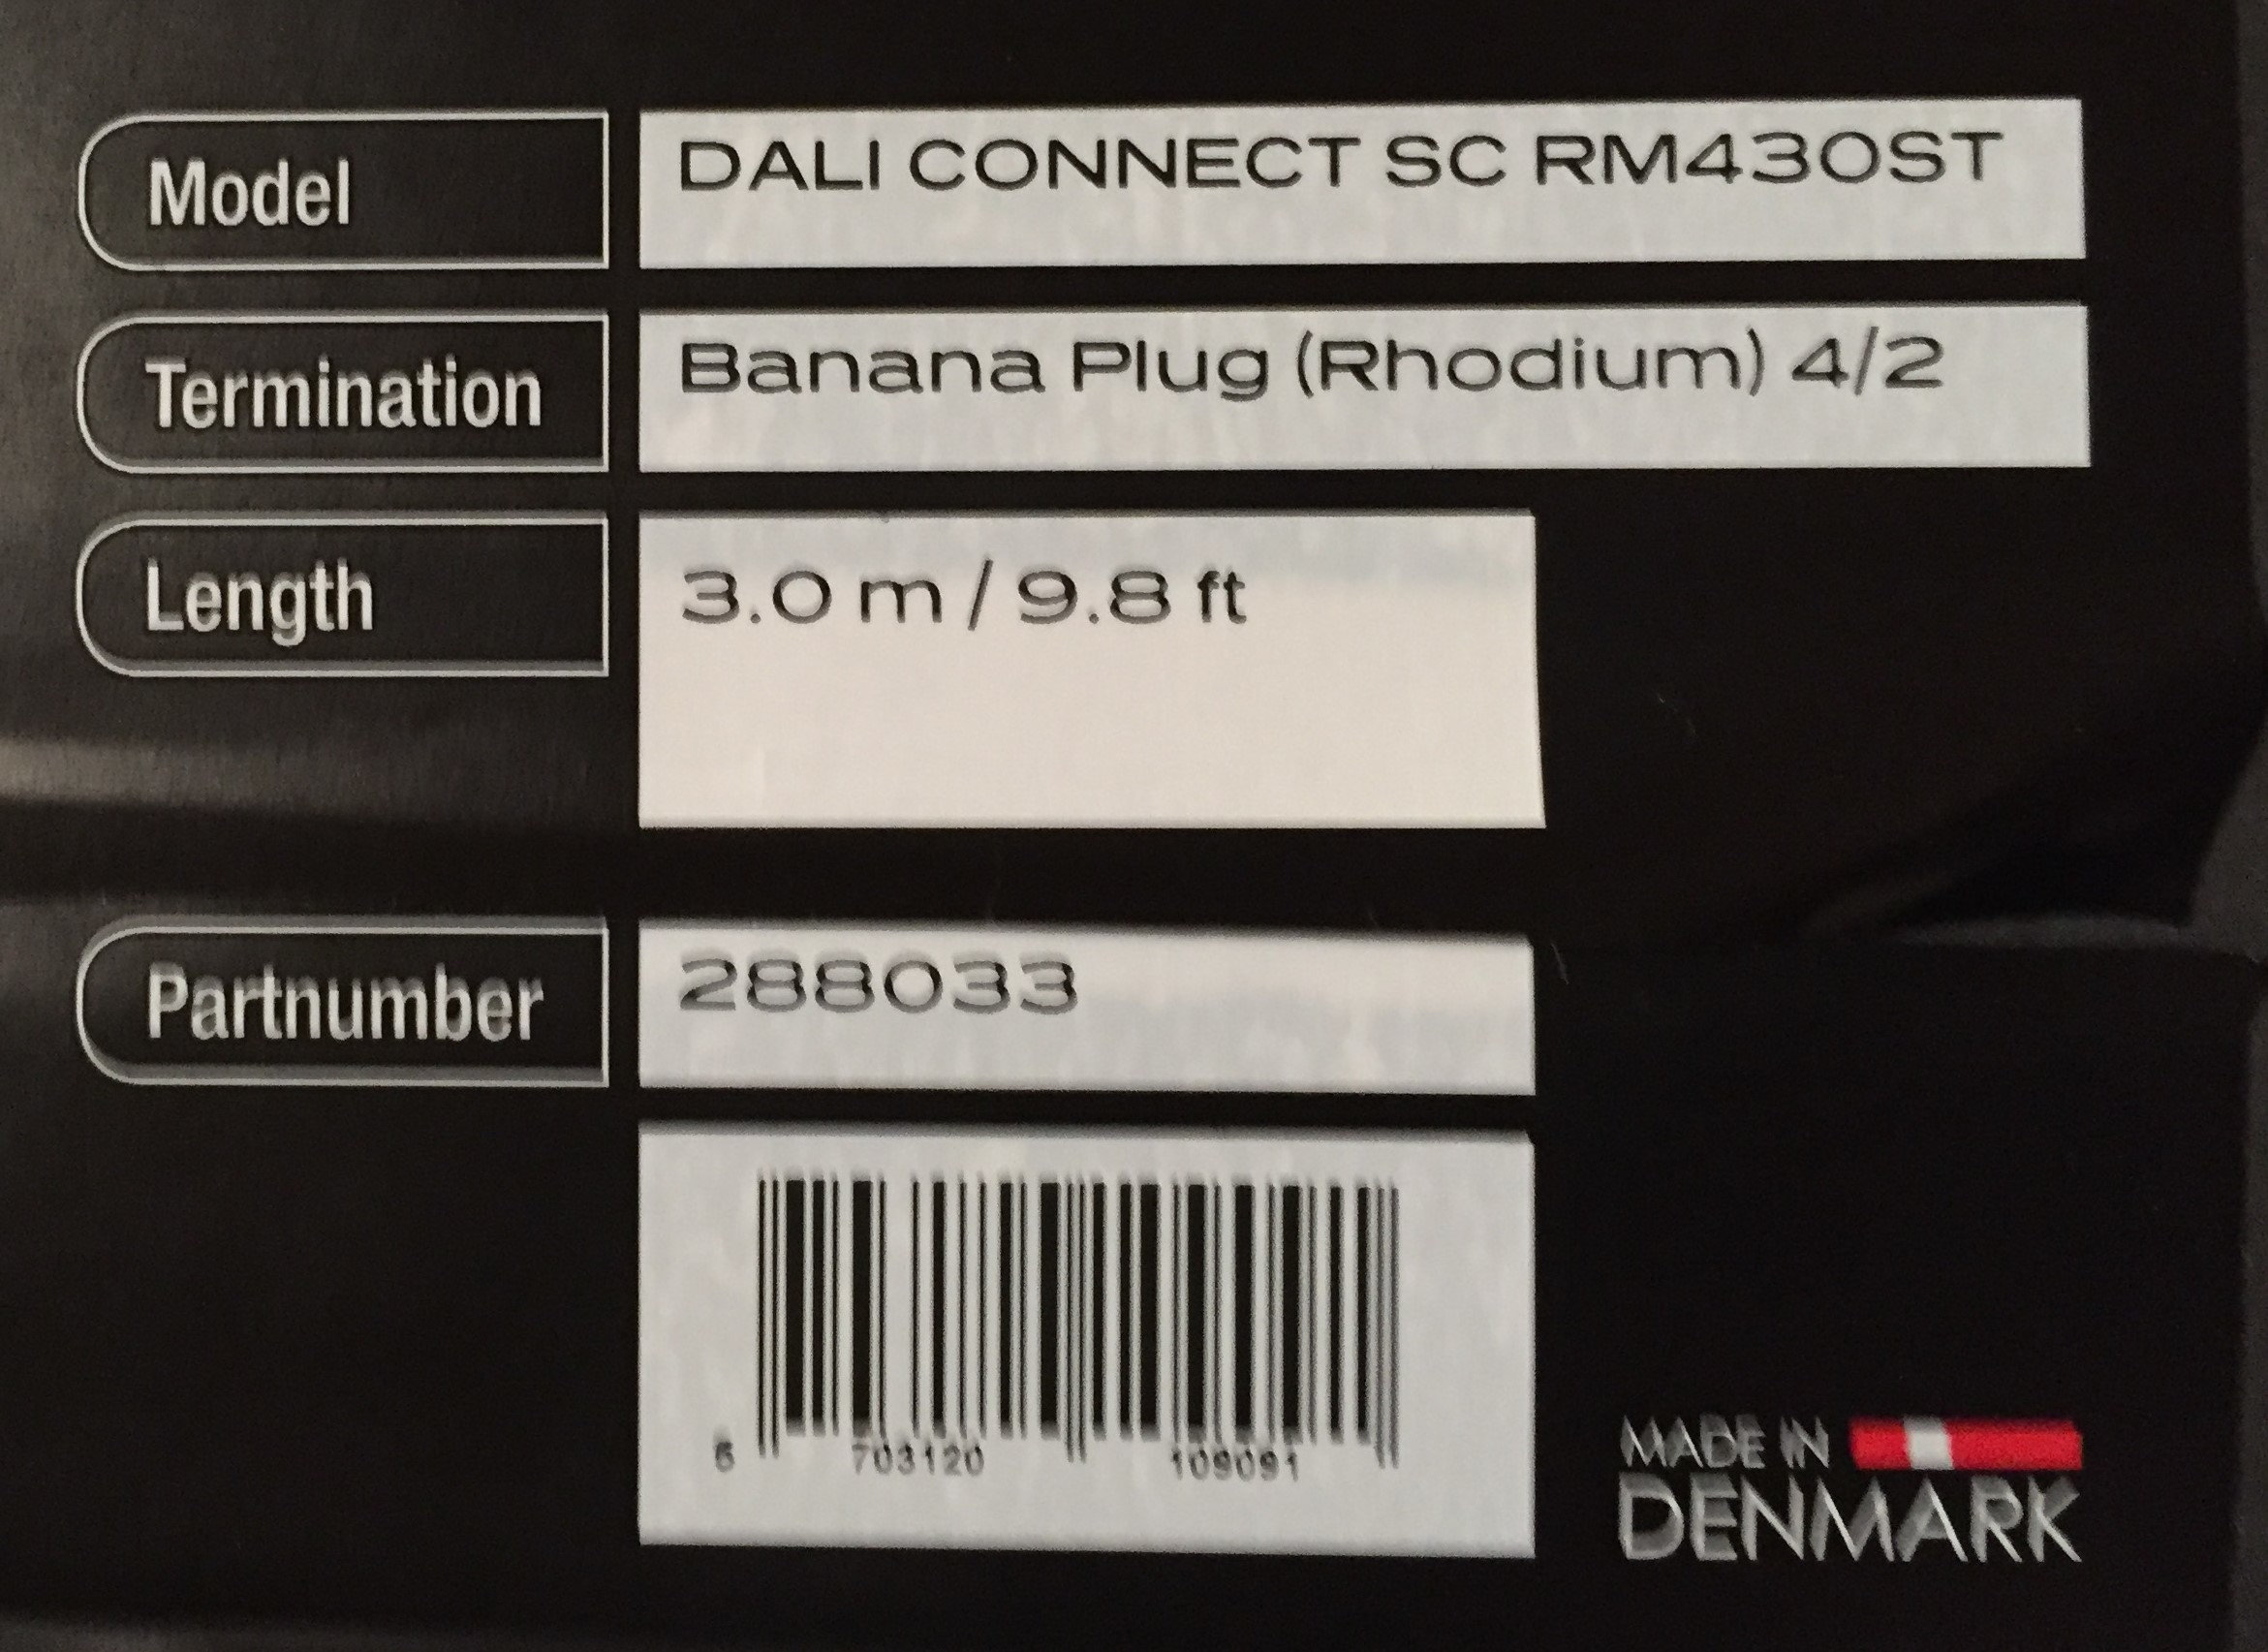 Model DALI CONNECT SC RM430ST
Termination Banana Plug (Rhodium) 4/2
Length 3.0 m / 9.8 ft
Partnumber 288033
5 703120 109091
MADE IN
DENMARK